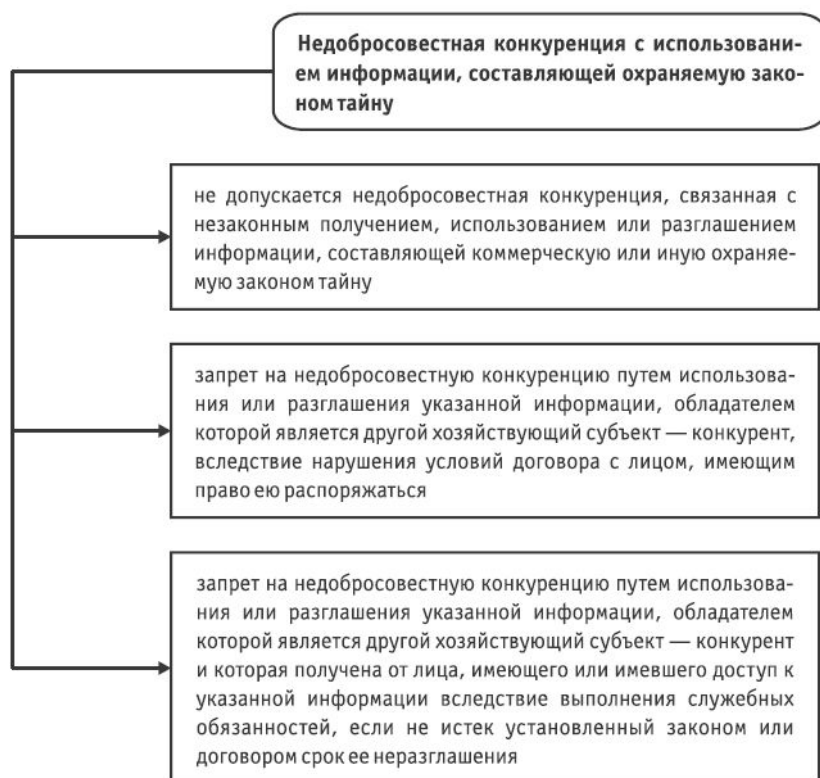 Недобросовестная конкуренция с использовани-
ем информации, составляющей охраняемую зако-
ном тайну
не допускается недобросовестная конкуренция, связанная с
незаконным получением, использованием или разглашением
информации, составляющей коммерческую или иную охраняе-
мую законом тайну
запрет на недобросовестную конкуренцию путем использова-
ния или разглашения указанной информации, обладателем
которой является другой хозяйствующий субъект — конкурент,
вследствие нарушения условий договора с лицом, имеющим
право ею распоряжаться
запрет на недобросовестную конкуренцию путем использова-
ния или разглашения указанной информации, обладателем
которой является другой хозяйствующий субъект — конкурент
и которая получена от лица, имеющего или имевшего доступ к
указанной информации вследствие выполнения служебных
обязанностей, если не истек установленный законом или
договором срок ее неразглашения